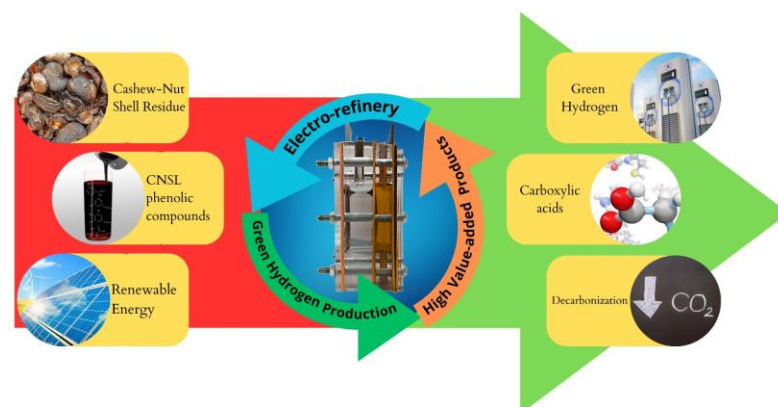 Cashew-Nut
Shell Residue
CNSL
phenolic
compounds
Renewable
Energy
Electro-refinery
Green Hydrogen Production
High Value-added Products
Green
Hydrogen
Carboxylic
acids
Decarbonization
CO₂